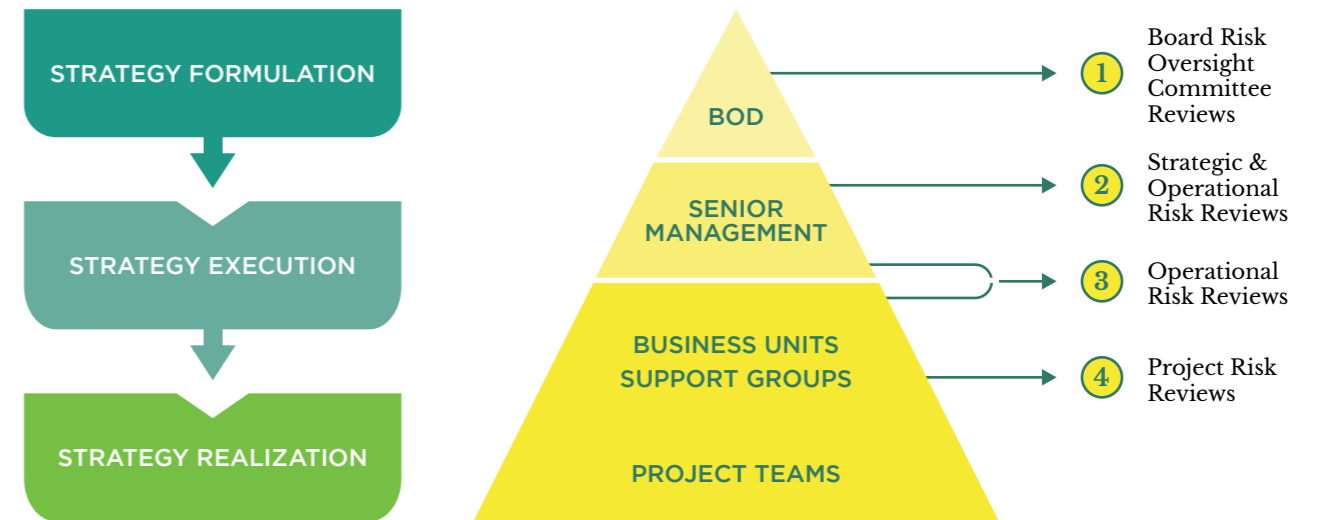 STRATEGY FORMULATION
STRATEGY EXECUTION
STRATEGY REALIZATION
BOD
SENIOR
MANAGEMENT
BUSINESS UNITS
SUPPORT GROUPS
PROJECT TEAMS
1
Board Risk
Oversight
Committee
Reviews
2
Strategic &
Operational
Risk Reviews
3
Operational
Risk Reviews
4
Project Risk
Reviews